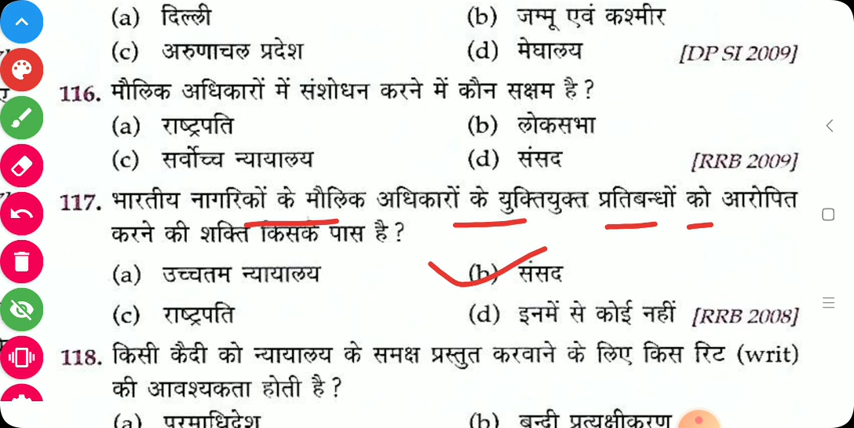 (a) दिल्ली (b) जम्मू एवं कश्मीर
(c) अरुणाचल प्रदेश (d) मेघालय [DP SI 2009]
116. मौलिक अधिकारों में संशोधन करने में कौन सक्षम है ?
(a) राष्ट्रपति (b) लोकसभा
(c) सर्वोच्च न्यायालय (d) संसद [RRB 2009]
117. भारतीय नागरिकों के मौलिक अधिकारों के युक्तियुक्त प्रतिबन्धों को आरोपित
करने की शक्ति किसके पास है ?
(a) उच्चतम न्यायालय (b) संसद
(c) राष्ट्रपति (d) इनमें से कोई नहीं [RRB 2008]
118. किसी कैदी को न्यायालय के समक्ष प्रस्तुत करवाने के लिए किस रिट (writ)
की आवश्यकता होती है ?
(a) परमाधिदेश (b) बन्दी प्रत्यक्षीकरण